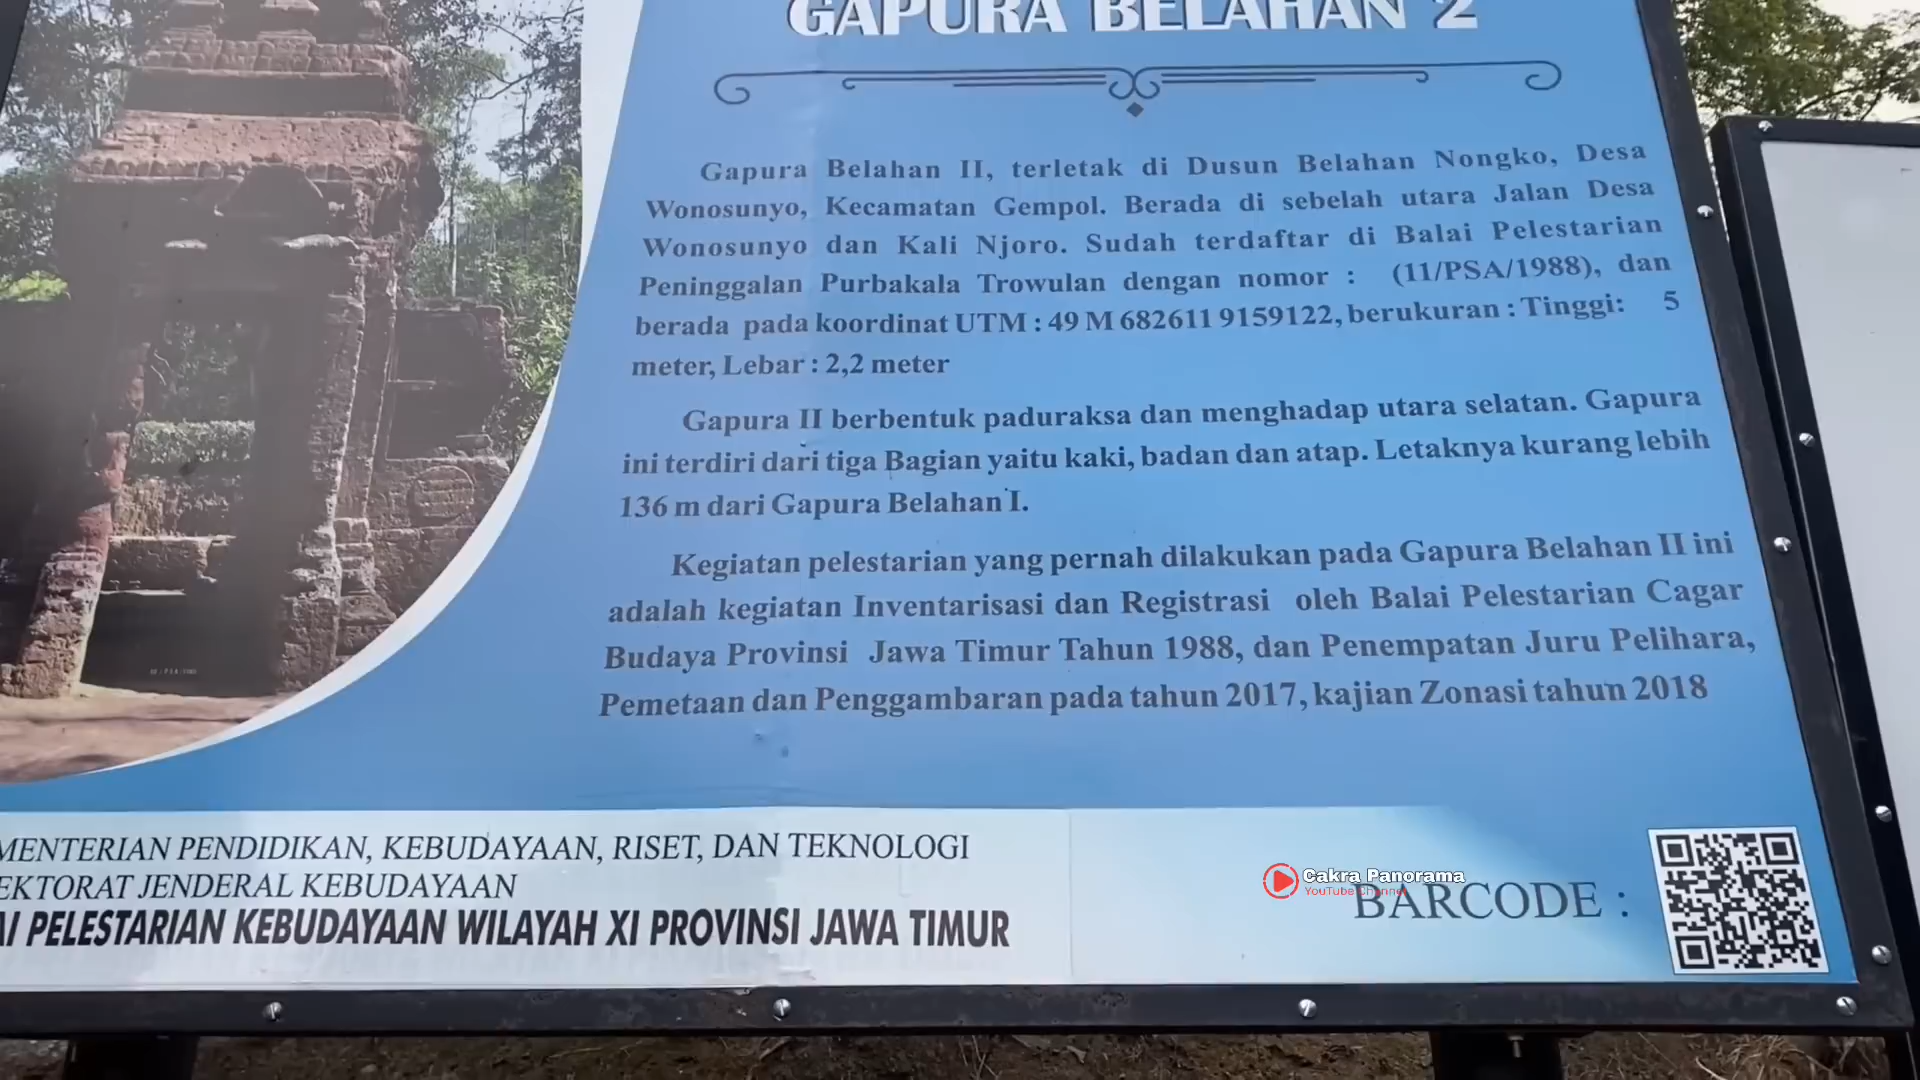 GAPURA BELAHAN 2
Gapura Belahan II, terletak di Dusun Belahan Nongko, Desa
Wonosunyo, Kecamatan Gempol. Berada di sebelah utara Jalan Desa
Wonosunyo dan Kali Njoro. Sudah terdaftar di Balai Pelestarian
Peninggalan Purbakala Trowulan dengan nomor : (11/PSA/1988), dan
berada pada koordinat UTM : 49 M 682611 9159122, berukuran : Tinggi: 5
meter, Lebar : 2,2 meter
Gapura II berbentuk paduraksa dan menghadap utara selatan. Gapura
ini terdiri dari tiga Bagian yaitu kaki, badan dan atap. Letaknya kurang lebih
136 m dari Gapura Belahan I.
Kegiatan pelestarian yang pernah dilakukan pada Gapura Belahan II ini
adalah kegiatan Inventarisasi dan Registrasi oleh Balai Pelestarian Cagar
Budaya Provinsi Jawa Timur Tahun 1988, dan Penempatan Juru Pelihara,
Pemetaan dan Penggambaran pada tahun 2017, kajian Zonasi tahun 2018
MENTERIAN PENDIDIKAN, KEBUDAYAAN, RISET, DAN TEKNOLOGI
EKTORAT JENDERAL KEBUDAYAAN
AI PELESTARIAN KEBUDAYAAN WILAYAH XI PROVINSI JAWA TIMUR
Cakra Panorama
YouTube Channel
BARCODE :